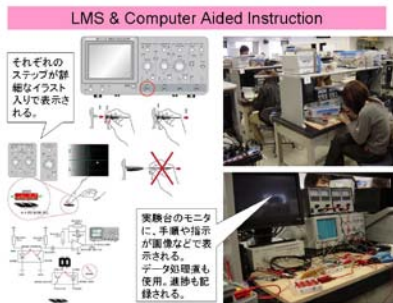 LMS & Computer Aided Instruction
それぞれの
ステップが詳
細なイラスト
入りで表示さ
れる。
実験台のモニタ
に、手順や指示
が画像などで表
示される。
データ処理直も
使用。進捗も記
録される。